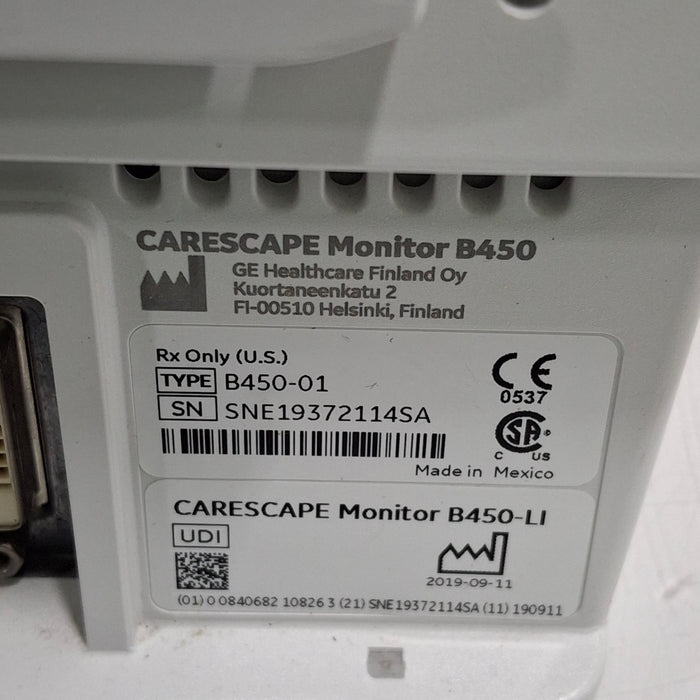 CARESCAPE Monitor B450
GE Healthcare Finland Oy
Kuortaneenkatu 2
FI-00510 Helsinki, Finland
Rx Only (U.S.)
TYPE B450-01
SN SNE19372114SA
CE
0537
CSA
C US
Made in Mexico
CARESCAPE Monitor B450-LI
UDI
2019-09-11
(01) 0 0840682 10826 3 (21) SNE19372114SA (11) 190911